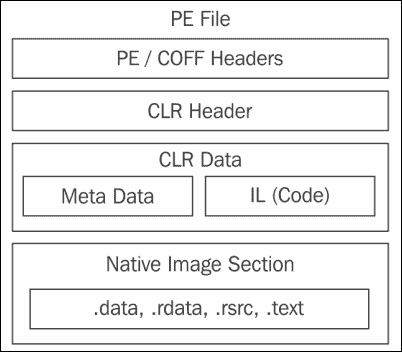 PE File
PE / COFF Headers
CLR Header
CLR Data
Meta Data
IL (Code)
Native Image Section
.data, .rdata, .rsrc, .text